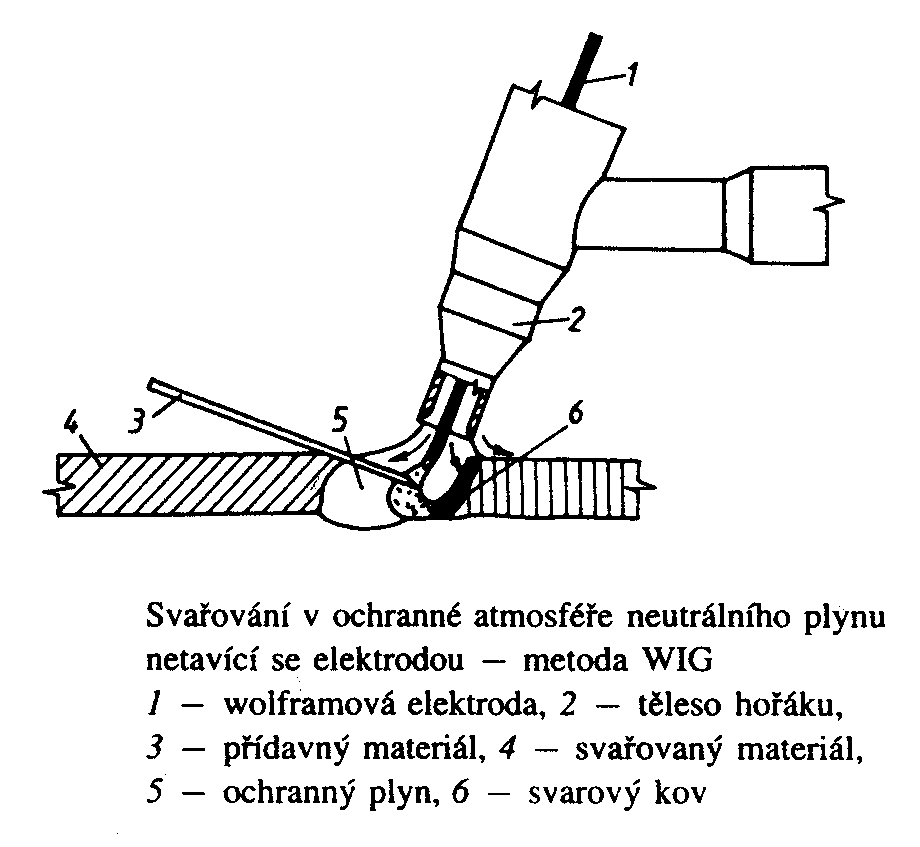 1
2
3
4
5
6
Svařování v ochranné atmosféře neutrálního plynu
netavící se elektrodou — metoda WIG
1 — wolframová elektroda, 2 — těleso hořáku,
3 — přídavný materiál, 4 — svařovaný materiál,
5 — ochranný plyn, 6 — svarový kov